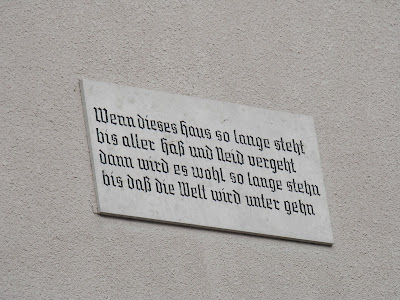 Wenn dieses Haus so lange steht
bis aller Haß und Neid vergeht
dann wird es wohl so lange stehn
bis daß die Welt wird unter gehn